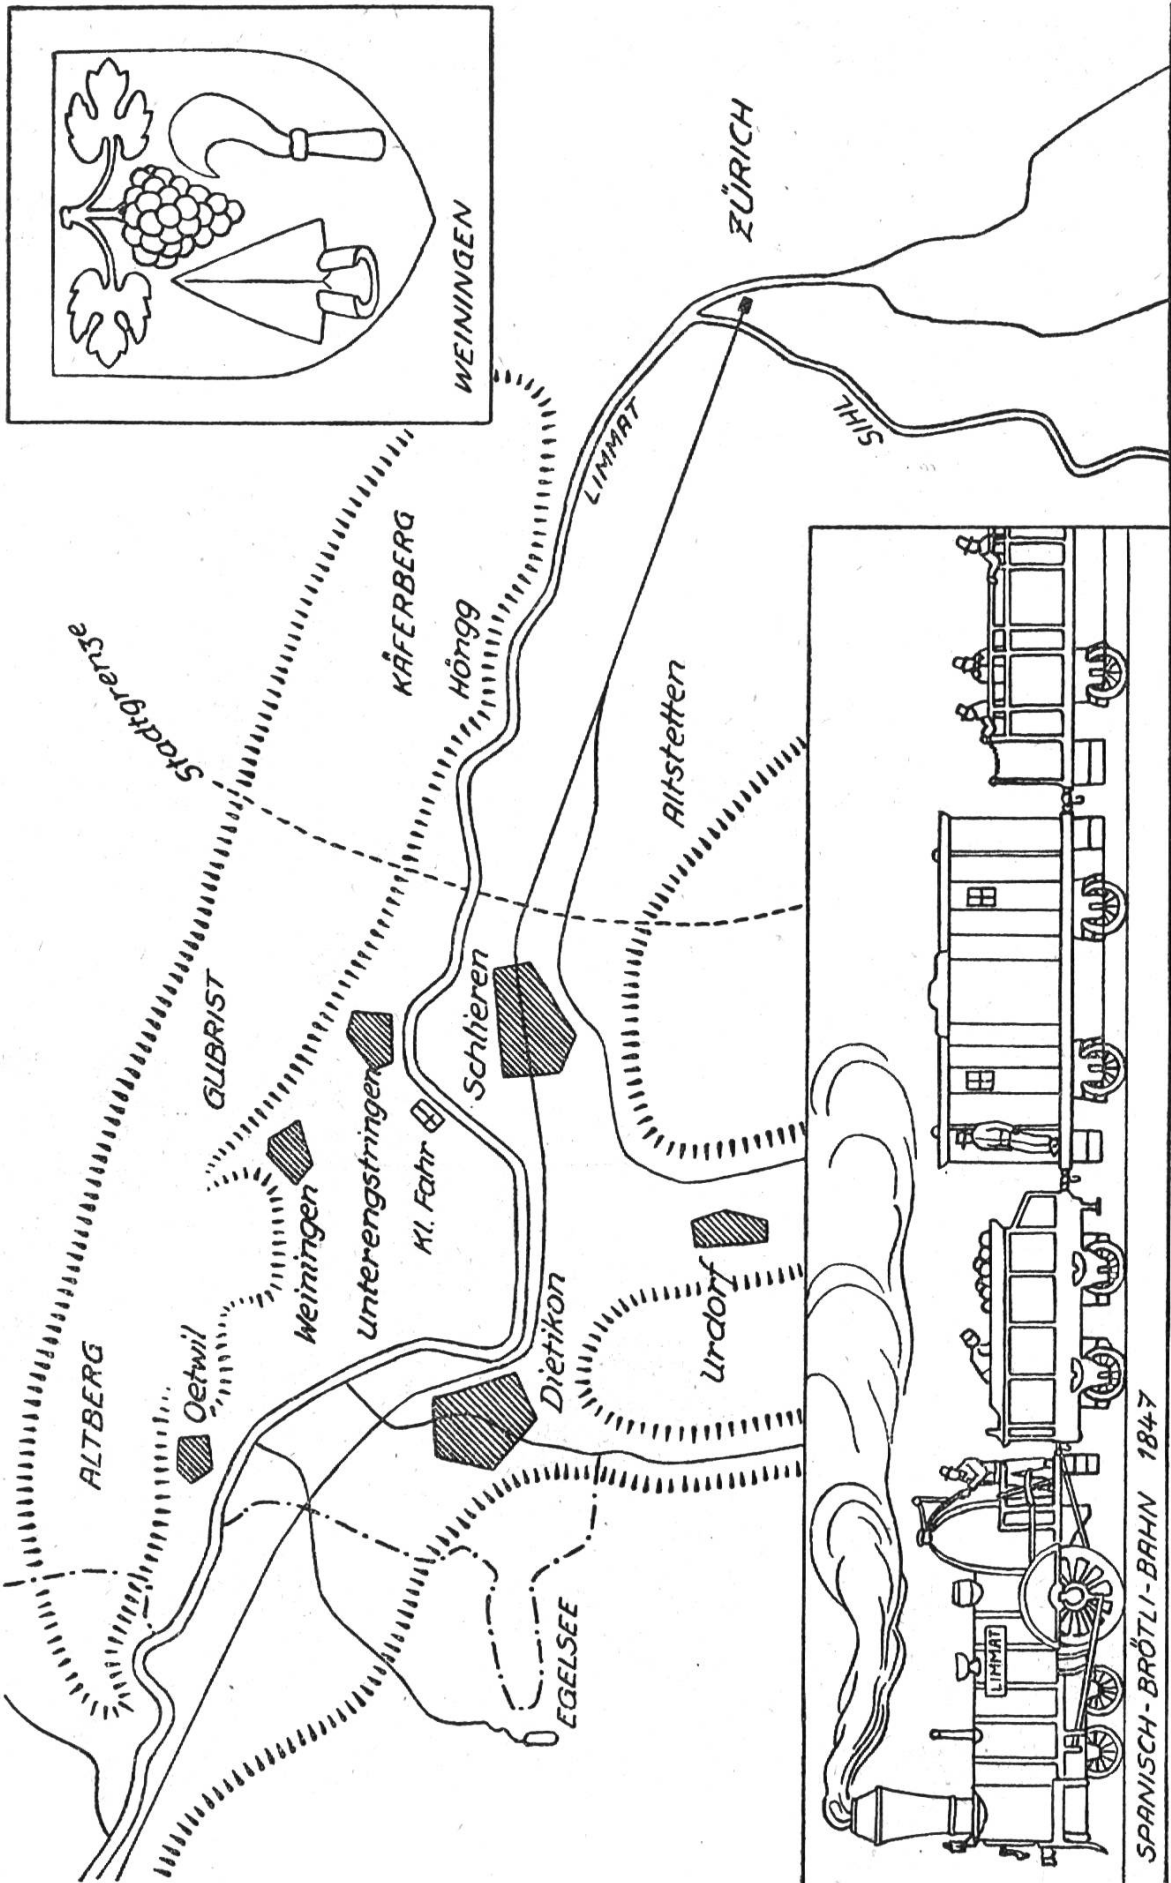 WEININGEN
Stadtgrenze
KÄFERBERG
Höngg
ZÜRICH
LIMMAT
SIHL
GUBRIST
Altstetten
ALTBERG
Oetwil
Weiningen
Unterengstringen
Kl. Fahr
Schlieren
Dietikon
Urdorf
EGELSEE
LIMMAT
SPANISCH-BRÖTLI-BAHN 1847